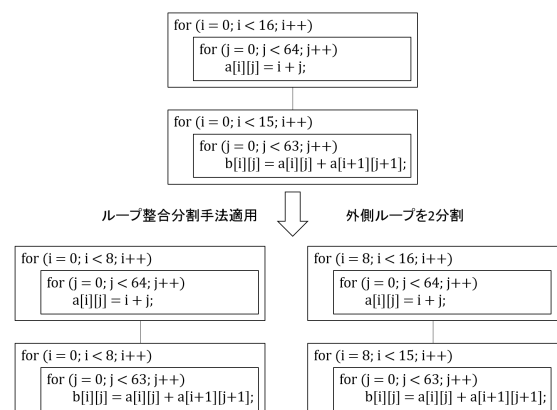 for (i = 0; i < 16; i++)
for (j = 0; j < 64; j++)
a[i][j] = i + j;
for (i = 0; i < 15; i++)
for (j = 0; j < 63; j++)
b[i][j] = a[i][j] + a[i+1][j+1];
ループ整合分割手法適用
外側ループを2分割
for (i = 0; i < 8; i++)
for (j = 0; j < 64; j++)
a[i][j] = i + j;
for (i = 0; i < 8; i++)
for (j = 0; j < 63; j++)
b[i][j] = a[i][j] + a[i+1][j+1];
for (i = 8; i < 16; i++)
for (j = 0; j < 64; j++)
a[i][j] = i + j;
for (i = 8; i < 15; i++)
for (j = 0; j < 63; j++)
b[i][j] = a[i][j] + a[i+1][j+1];